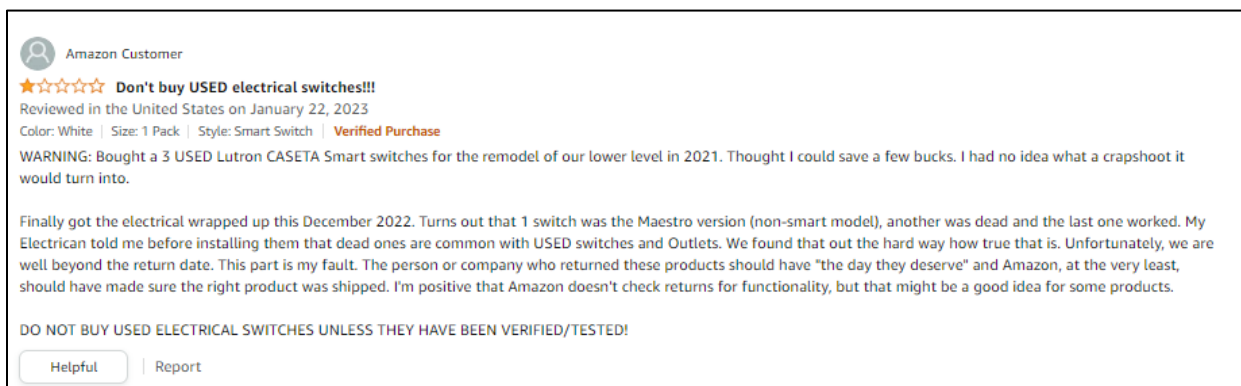 Amazon Customer
Don't buy USED electrical switches!!!
Reviewed in the United States on January 22, 2023
Color: White | Size: 1 Pack | Style: Smart Switch | Verified Purchase
WARNING: Bought a 3 USED Lutron CASETA Smart switches for the remodel of our lower level in 2021. Thought I could save a few bucks. I had no idea what a crapshoot it
would turn into.
Finally got the electrical wrapped up this December 2022. Turns out that 1 switch was the Maestro version (non-smart model), another was dead and the last one worked. My
Electrican told me before installing them that dead ones are common with USED switches and Outlets. We found that out the hard way how true that is. Unfortunately, we are
well beyond the return date. This part is my fault. The person or company who returned these products should have "the day they deserve" and Amazon, at the very least,
should have made sure the right product was shipped. I'm positive that Amazon doesn't check returns for functionality, but that might be a good idea for some products.
DO NOT BUY USED ELECTRICAL SWITCHES UNLESS THEY HAVE BEEN VERIFIED/TESTED!
Helpful | Report